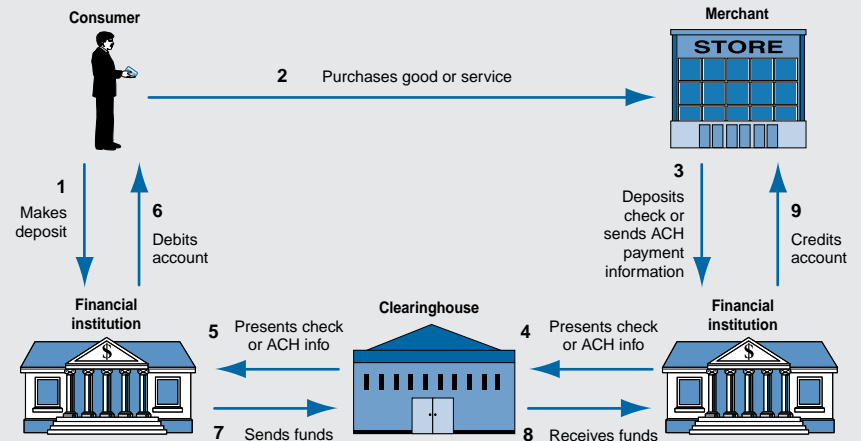 Consumer
Merchant
STORE
2 Purchases good or service
1
Makes
deposit
6
Debits
account
3
Deposits
check or
sends ACH
payment
information
9
Credits
account
Financial
institution
$
Clearinghouse
Financial
institution
$
5 Presents check
or ACH info
4 Presents check
or ACH info
7 Sends funds
8 Receives funds